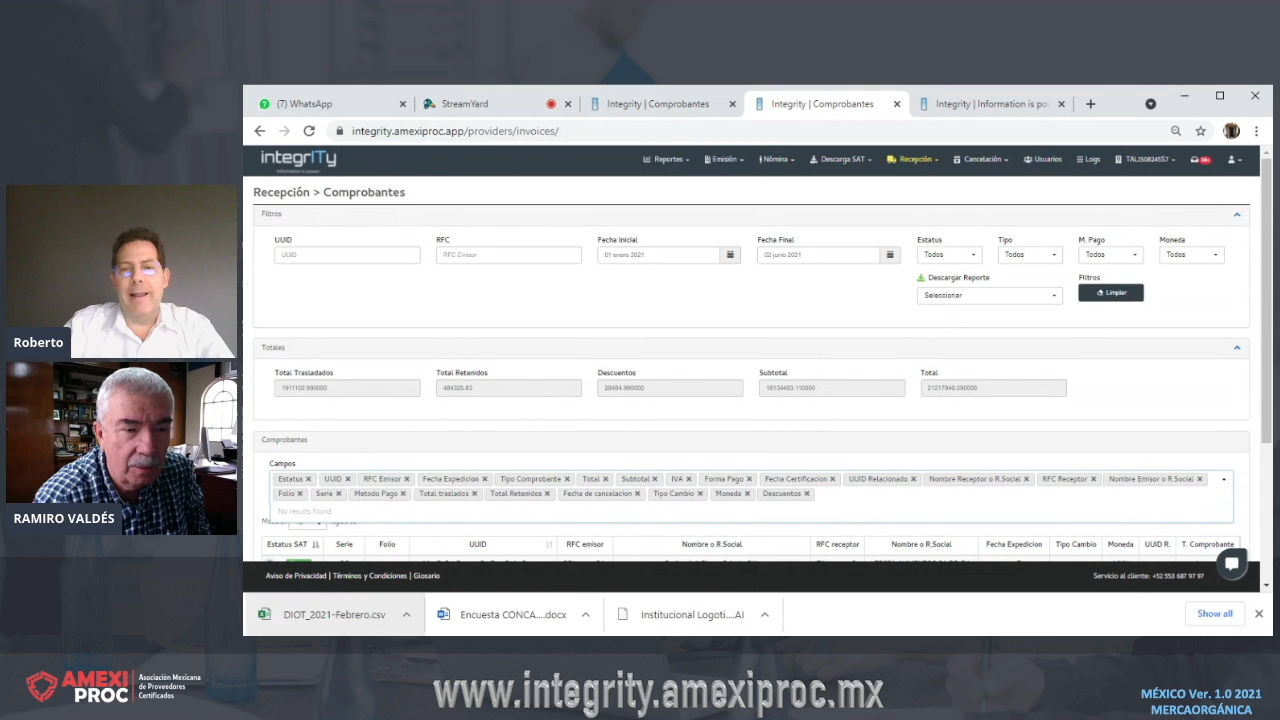 (7) WhatsApp
StreamYard
Integrity | Comprobantes
Integrity | Comprobantes
Integrity | Information is pow
integrity.amexiproc.app/providers/invoices/
integrITy
Information is power.
Reportes
Emisión
Nómina
Descarga SAT
Recepción
Cancelación
Usuarios
Logs
Recepción > Comprobantes
Filtros
UUID RFC Fecha Inicial Fecha Final Estatus Tipo M. Pago Moneda
UUID RFC Emisor 01 enero 2021 02 junio 2021 Todos Todos Todos Todos
Descargar Reporte Filtros
Seleccionar Limpiar
Totales
Total Trasladados Total Retenidos Descuentos Subtotal Total
Comprobantes
Campos
Estatus UUID RFC Emisor Fecha Expedicion Tipo Comprobante Total Subtotal IVA Forma Pago Fecha Certificacion UUID Relacionado Nombre Receptor o R.Social RFC Receptor Nombre Emisor o R.Social
Folio Serie Metodo Pago Total traslados Total Retenidos Fecha de cancelacion Tipo Cambio Moneda Descuentos
No results found
Estatus SAT Serie Folio UUID RFC emisor Nombre o R.Social RFC receptor Nombre o R.Social Fecha Expedicion Tipo Cambio Moneda UUID R. T. Comprobante
Aviso de Privacidad | Términos y Condiciones | Glosario
Servicio al cliente: +52 553 687 97 97
DIOT_2021-Febrero.csv
Encuesta CONCA....docx
Institucional Logoti....AI
Show all
Roberto
RAMIRO VALDÉS
AMEXI
PROC
Asociación Mexicana
de Proveedores
Certificados
www.integrity.amexiproc.mx
MÉXICO Ver. 1.0 2021
MERCAORGÁNICA